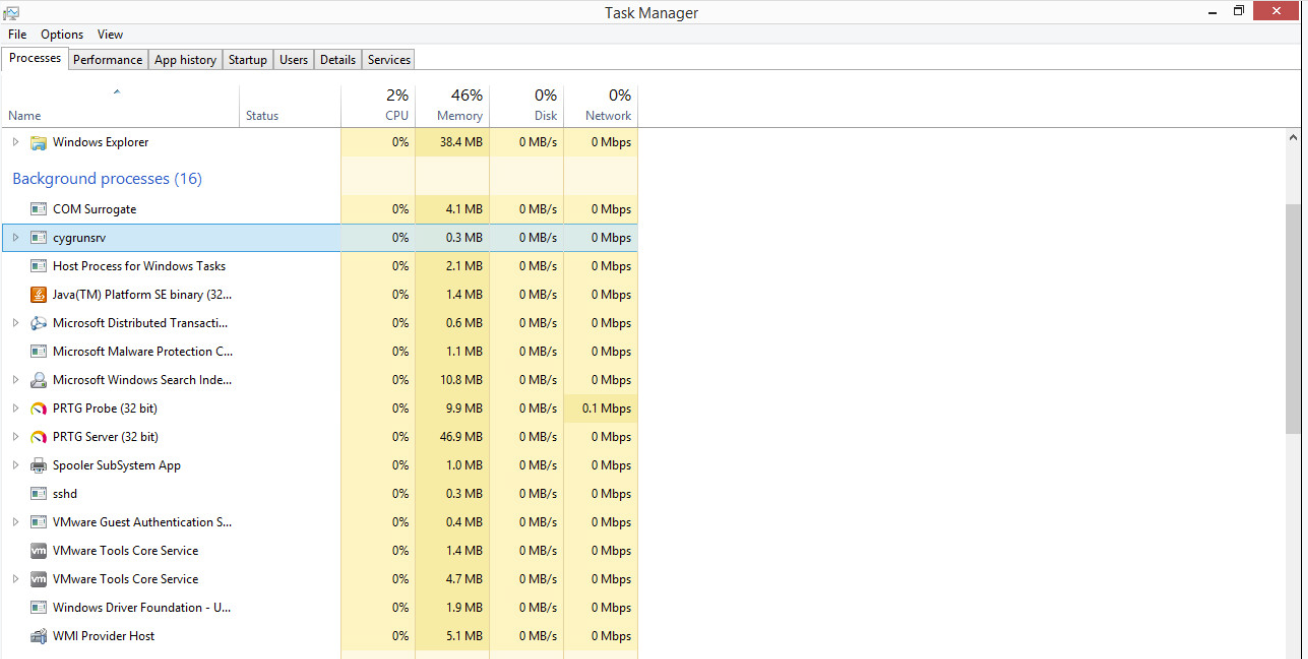 Task Manager
File Options View
Processes Performance App history Startup Users Details Services
2% 46% 0% 0%
Name Status CPU Memory Disk Network
Windows Explorer 0% 38.4 MB 0 MB/s 0 Mbps
Background processes (16)
COM Surrogate 0% 4.1 MB 0 MB/s 0 Mbps
cygrunsrv 0% 0.3 MB 0 MB/s 0 Mbps
Host Process for Windows Tasks 0% 2.1 MB 0 MB/s 0 Mbps
Java(TM) Platform SE binary (32... 0% 1.4 MB 0 MB/s 0 Mbps
Microsoft Distributed Transacti... 0% 0.6 MB 0 MB/s 0 Mbps
Microsoft Malware Protection C... 0% 1.1 MB 0 MB/s 0 Mbps
Microsoft Windows Search Inde... 0% 10.8 MB 0 MB/s 0 Mbps
PRTG Probe (32 bit) 0% 9.9 MB 0 MB/s 0.1 Mbps
PRTG Server (32 bit) 0% 46.9 MB 0 MB/s 0 Mbps
Spooler SubSystem App 0% 1.0 MB 0 MB/s 0 Mbps
sshd 0% 0.3 MB 0 MB/s 0 Mbps
VMware Guest Authentication S... 0% 0.4 MB 0 MB/s 0 Mbps
vm VMware Tools Core Service 0% 1.4 MB 0 MB/s 0 Mbps
vm VMware Tools Core Service 0% 4.7 MB 0 MB/s 0 Mbps
Windows Driver Foundation - U... 0% 1.9 MB 0 MB/s 0 Mbps
WMI Provider Host 0% 5.1 MB 0 MB/s 0 Mbps